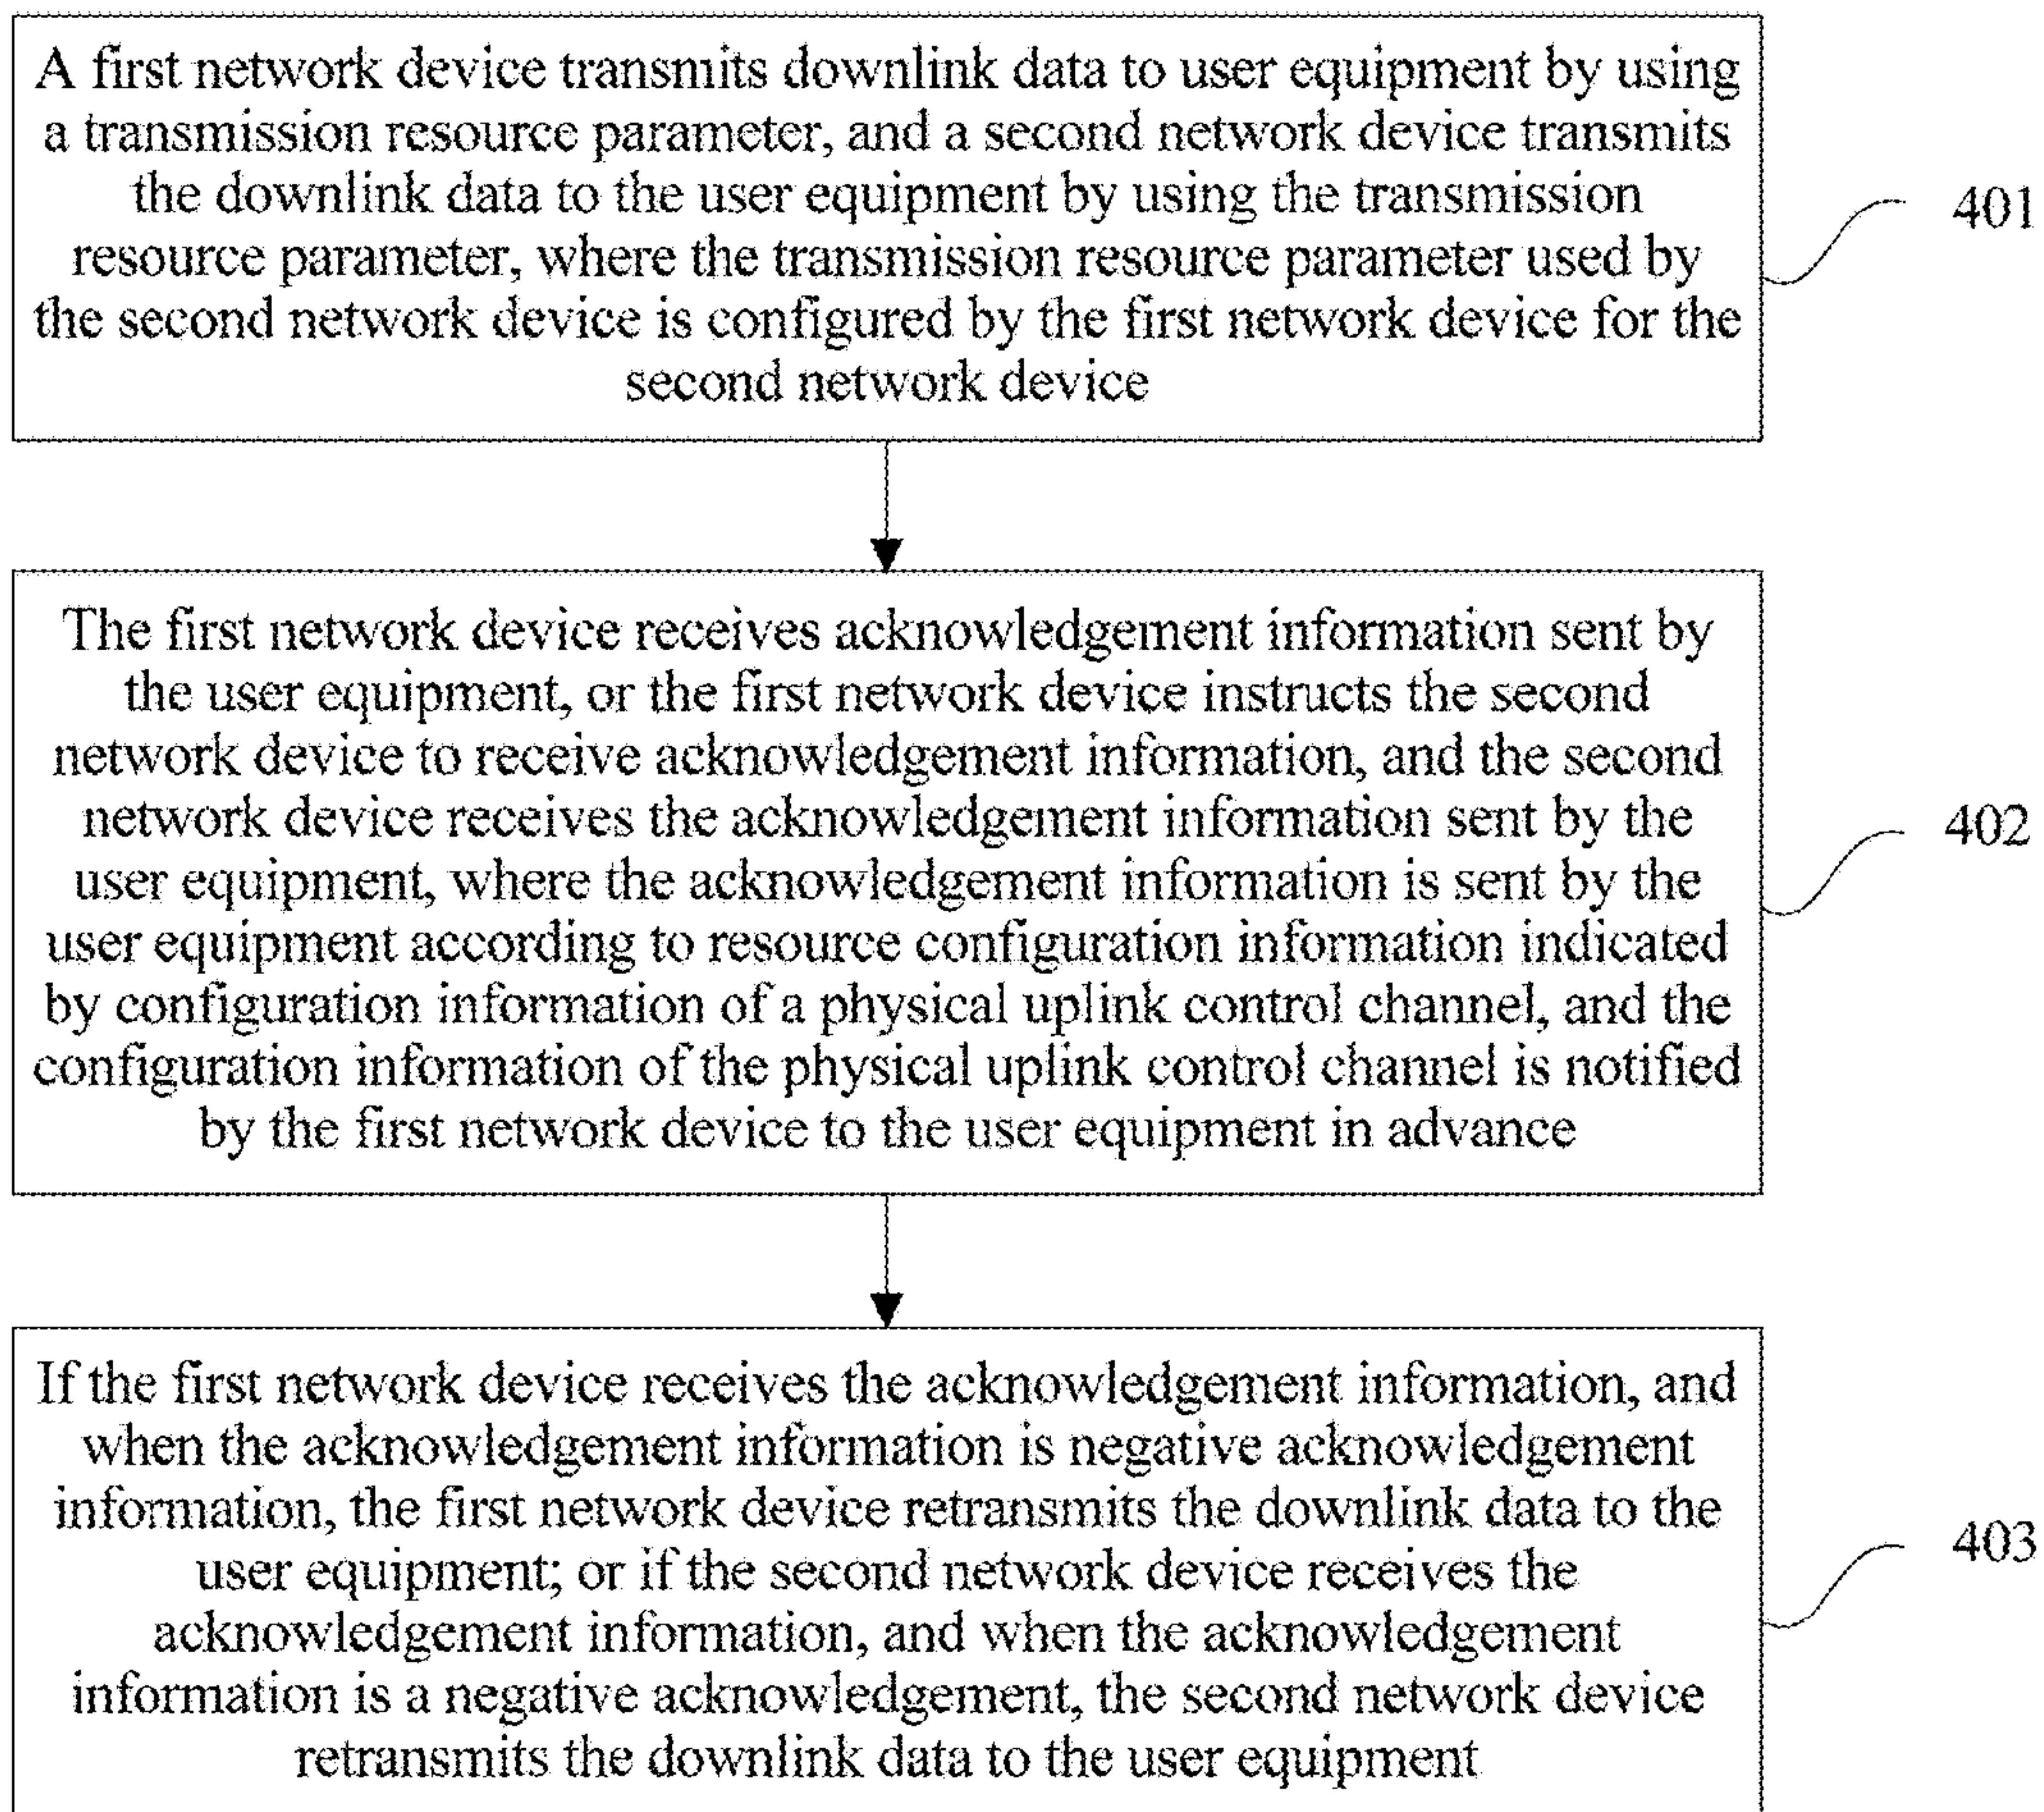 A first network device transmits downlink data to user equipment by using
a transmission resource parameter, and a second network device transmits
the downlink data to the user equipment by using the transmission
resource parameter, where the transmission resource parameter used by
the second network device is configured by the first network device for the
second network device
401
The first network device receives acknowledgement information sent by
the user equipment, or the first network device instructs the second
network device to receive acknowledgement information, and the second
network device receives the acknowledgement information sent by the
user equipment, where the acknowledgement information is sent by the
user equipment according to resource configuration information indicated
by configuration information of a physical uplink control channel, and the
configuration information of the physical uplink control channel is notified
by the first network device to the user equipment in advance
402
If the first network device receives the acknowledgement information, and
when the acknowledgement information is negative acknowledgement
information, the first network device retransmits the downlink data to the
user equipment; or if the second network device receives the
acknowledgement information, and when the acknowledgement
information is a negative acknowledgement, the second network device
retransmits the downlink data to the user equipment
403